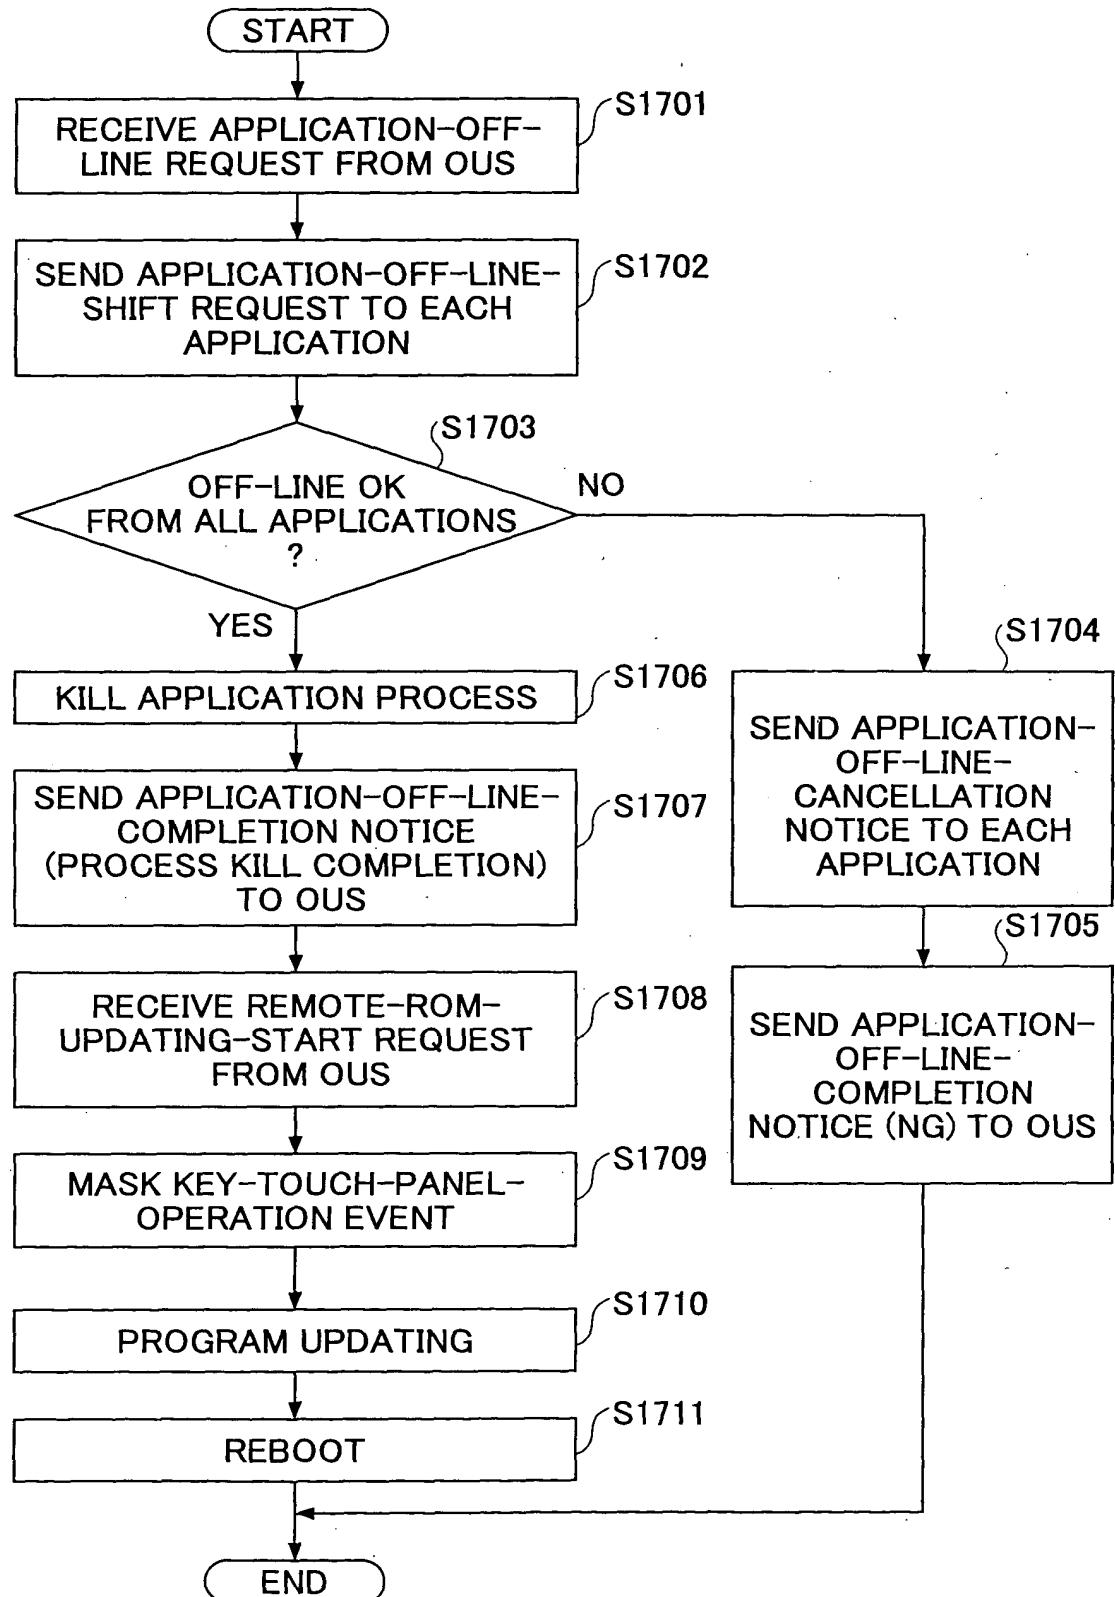 START
S1701
RECEIVE APPLICATION-OFF-
LINE REQUEST FROM OUS
S1702
SEND APPLICATION-OFF-LINE-
SHIFT REQUEST TO EACH
APPLICATION
S1703
OFF-LINE OK
FROM ALL APPLICATIONS
?
NO
YES
S1706
KILL APPLICATION PROCESS
S1707
SEND APPLICATION-OFF-LINE-
COMPLETION NOTICE
(PROCESS KILL COMPLETION)
TO OUS
S1708
RECEIVE REMOTE-ROM-
UPDATING-START REQUEST
FROM OUS
S1709
MASK KEY-TOUCH-PANEL-
OPERATION EVENT
S1710
PROGRAM UPDATING
S1711
REBOOT
S1704
SEND APPLICATION-
OFF-LINE-
CANCELLATION
NOTICE TO EACH
APPLICATION
S1705
SEND APPLICATION-
OFF-LINE-
COMPLETION
NOTICE (NG) TO OUS
END